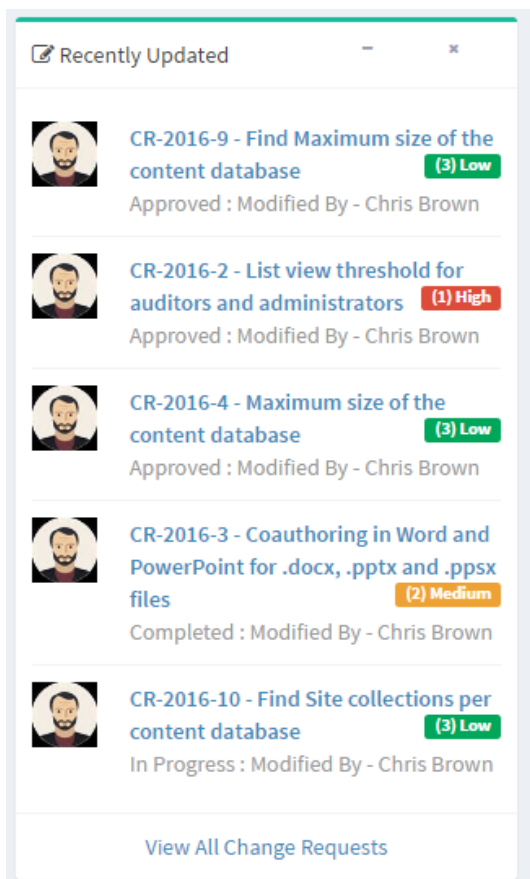 Recently Updated
CR-2016-9 - Find Maximum size of the
content database (3) Low
Approved : Modified By - Chris Brown
CR-2016-2 - List view threshold for
auditors and administrators (1) High
Approved : Modified By - Chris Brown
CR-2016-4 - Maximum size of the
content database (3) Low
Approved : Modified By - Chris Brown
CR-2016-3 - Coauthoring in Word and
PowerPoint for .docx, .pptx and .ppsx
files (2) Medium
Completed : Modified By - Chris Brown
CR-2016-10 - Find Site collections per
content database (3) Low
In Progress : Modified By - Chris Brown
View All Change Requests